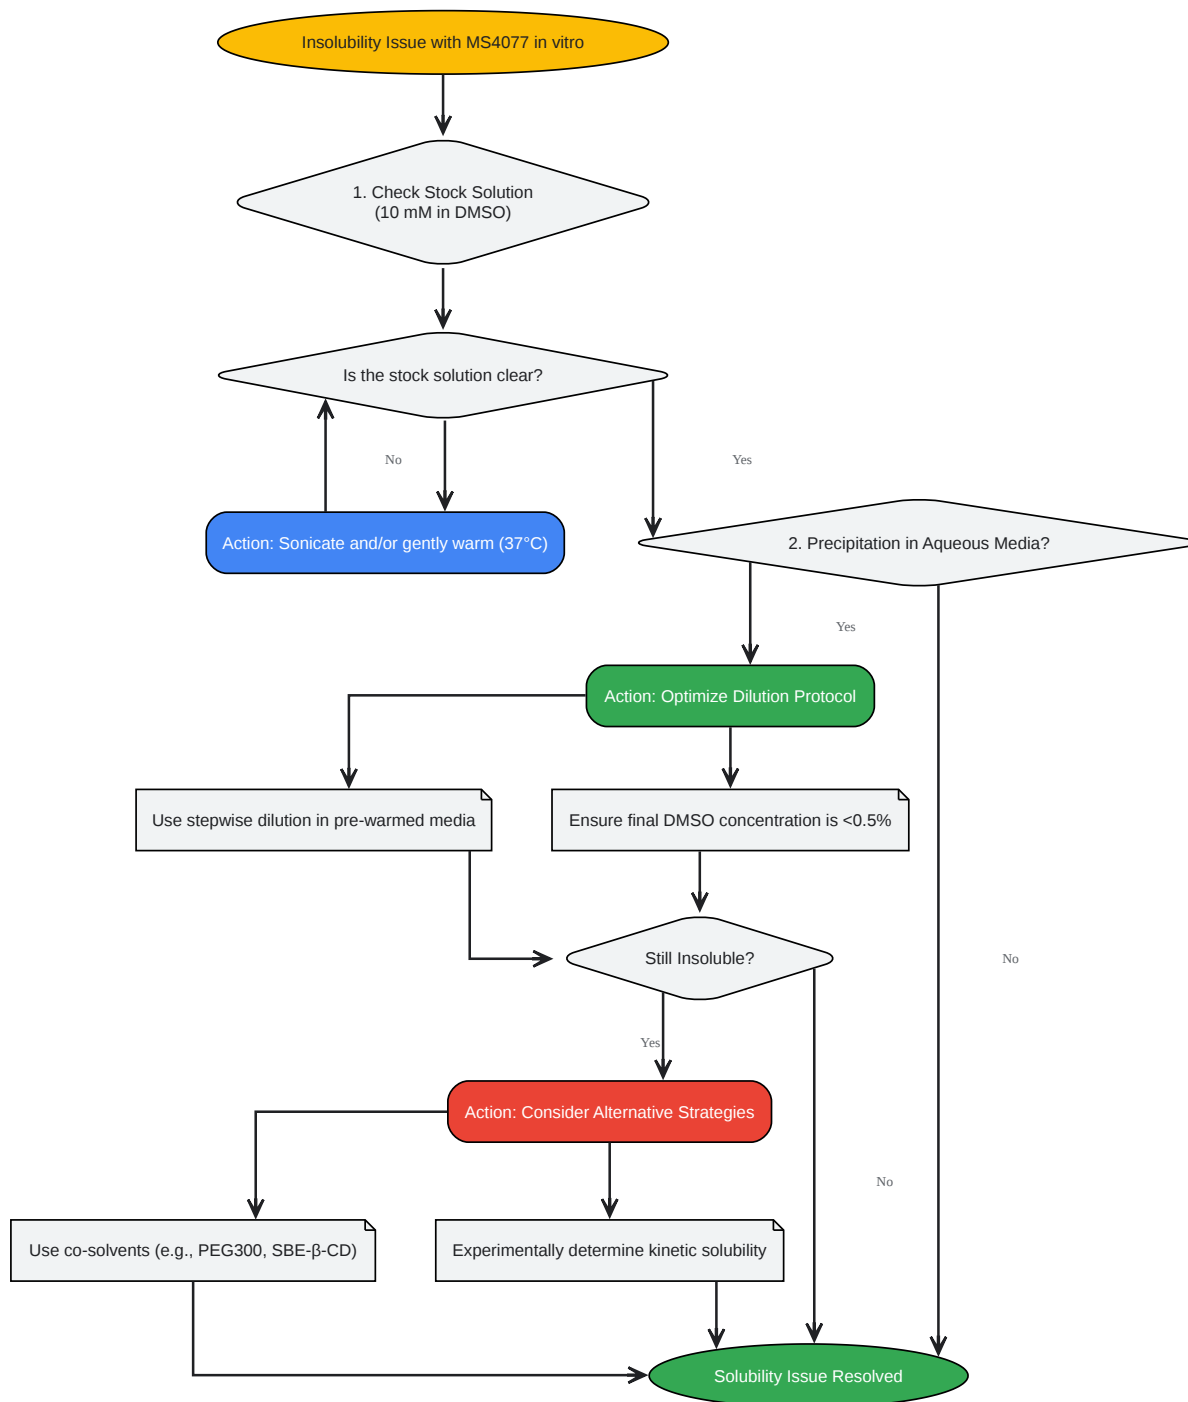 Insolubility Issue with MS4077 in vitro
1. Check Stock Solution
(10 mM in DMSO)
Is the stock solution clear?
No
Yes
Action: Sonicate and/or gently warm (37°C)
2. Precipitation in Aqueous Media?
Yes
Action: Optimize Dilution Protocol
Use stepwise dilution in pre-warmed media
Ensure final DMSO concentration is <0.5%
Still Insoluble?
No
Yes
Action: Consider Alternative Strategies
No
Use co-solvents (e.g., PEG300, SBE-β-CD)
Experimentally determine kinetic solubility
Solubility Issue Resolved